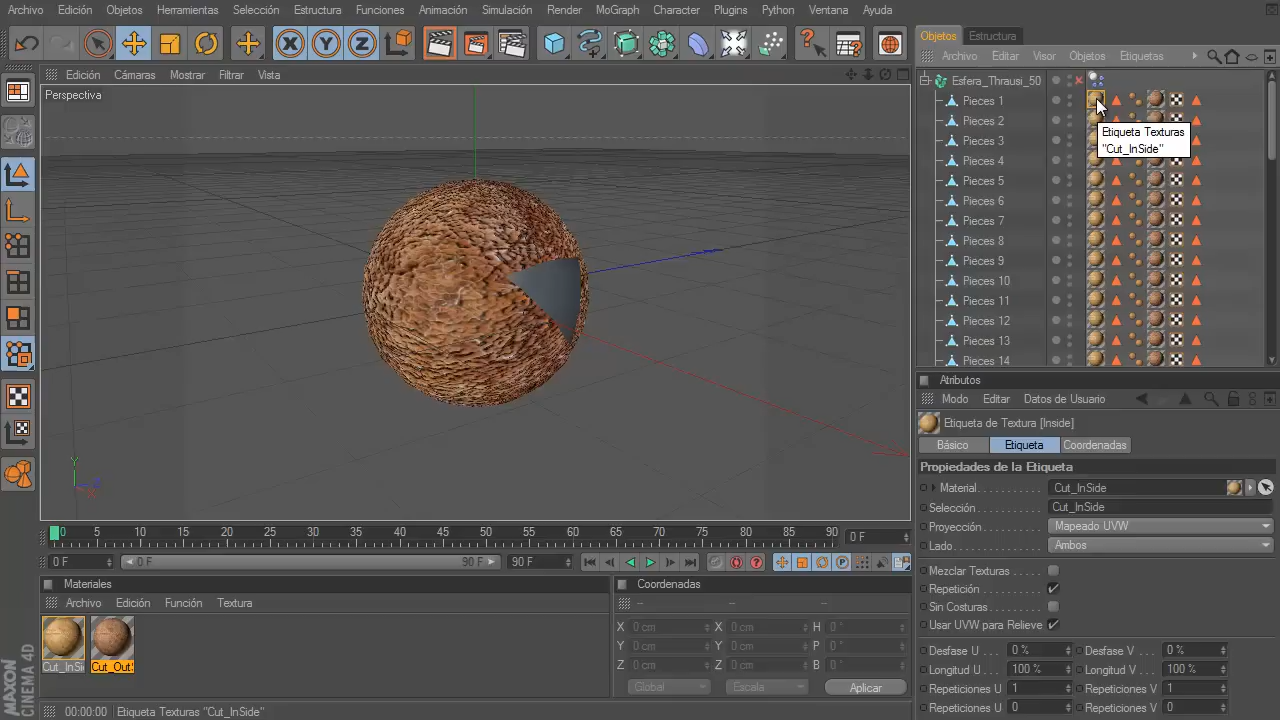 Archivo Edición Objetos Herramientas Selección Estructura Funciones Animación Simulación Render MoGraph Character Plugins Python Ventana Ayuda
Objetos Estructura
Archivo Editar Visor Objetos Etiquetas
Edición Cámaras Mostrar Filtrar Vista
Perspectiva
Esfera_Thrausi_50
Pieces 1
Pieces 2
Pieces 3
Pieces 4
Pieces 5
Pieces 6
Pieces 7
Pieces 8
Pieces 9
Pieces 10
Pieces 11
Pieces 12
Pieces 13
Pieces 14
Etiqueta Texturas
"Cut_InSide"
X Y Z
Y
Z
X
Atributos
Modo Editar Datos de Usuario
Etiqueta de Textura [Inside]
Básico Etiqueta Coordenadas
Propiedades de la Etiqueta
Material Cut_InSide
Selección Cut_InSide
Proyección Mapeado UVW
Lado Ambos
Mezclar Texturas
Repetición
Sin Costuras
Usar UVW para Relieve
Desfase U 0 % Desfase V 0 %
Longitud U 100 % Longitud V 100 %
Repeticiones U 1 Repeticiones V 1
Repeticiones U 0 Repeticiones V 0
0 5 10 15 20 25 30 35 40 45 50 55 60 65 70 75 80 85 90 0 F
0 F 0 F 90 F 90 F
Materiales
Archivo Edición Función Textura
Cut_InSi Cut_Out
Coordenadas
-- -- --
X 0 cm X 0 cm H 0 °
Y 0 cm Y 0 cm P 0 °
Z 0 cm Z 0 cm B 0 °
Global Escala Aplicar
MAXON
CINEMA 4D
00:00:00 Etiqueta Texturas "Cut_InSide"